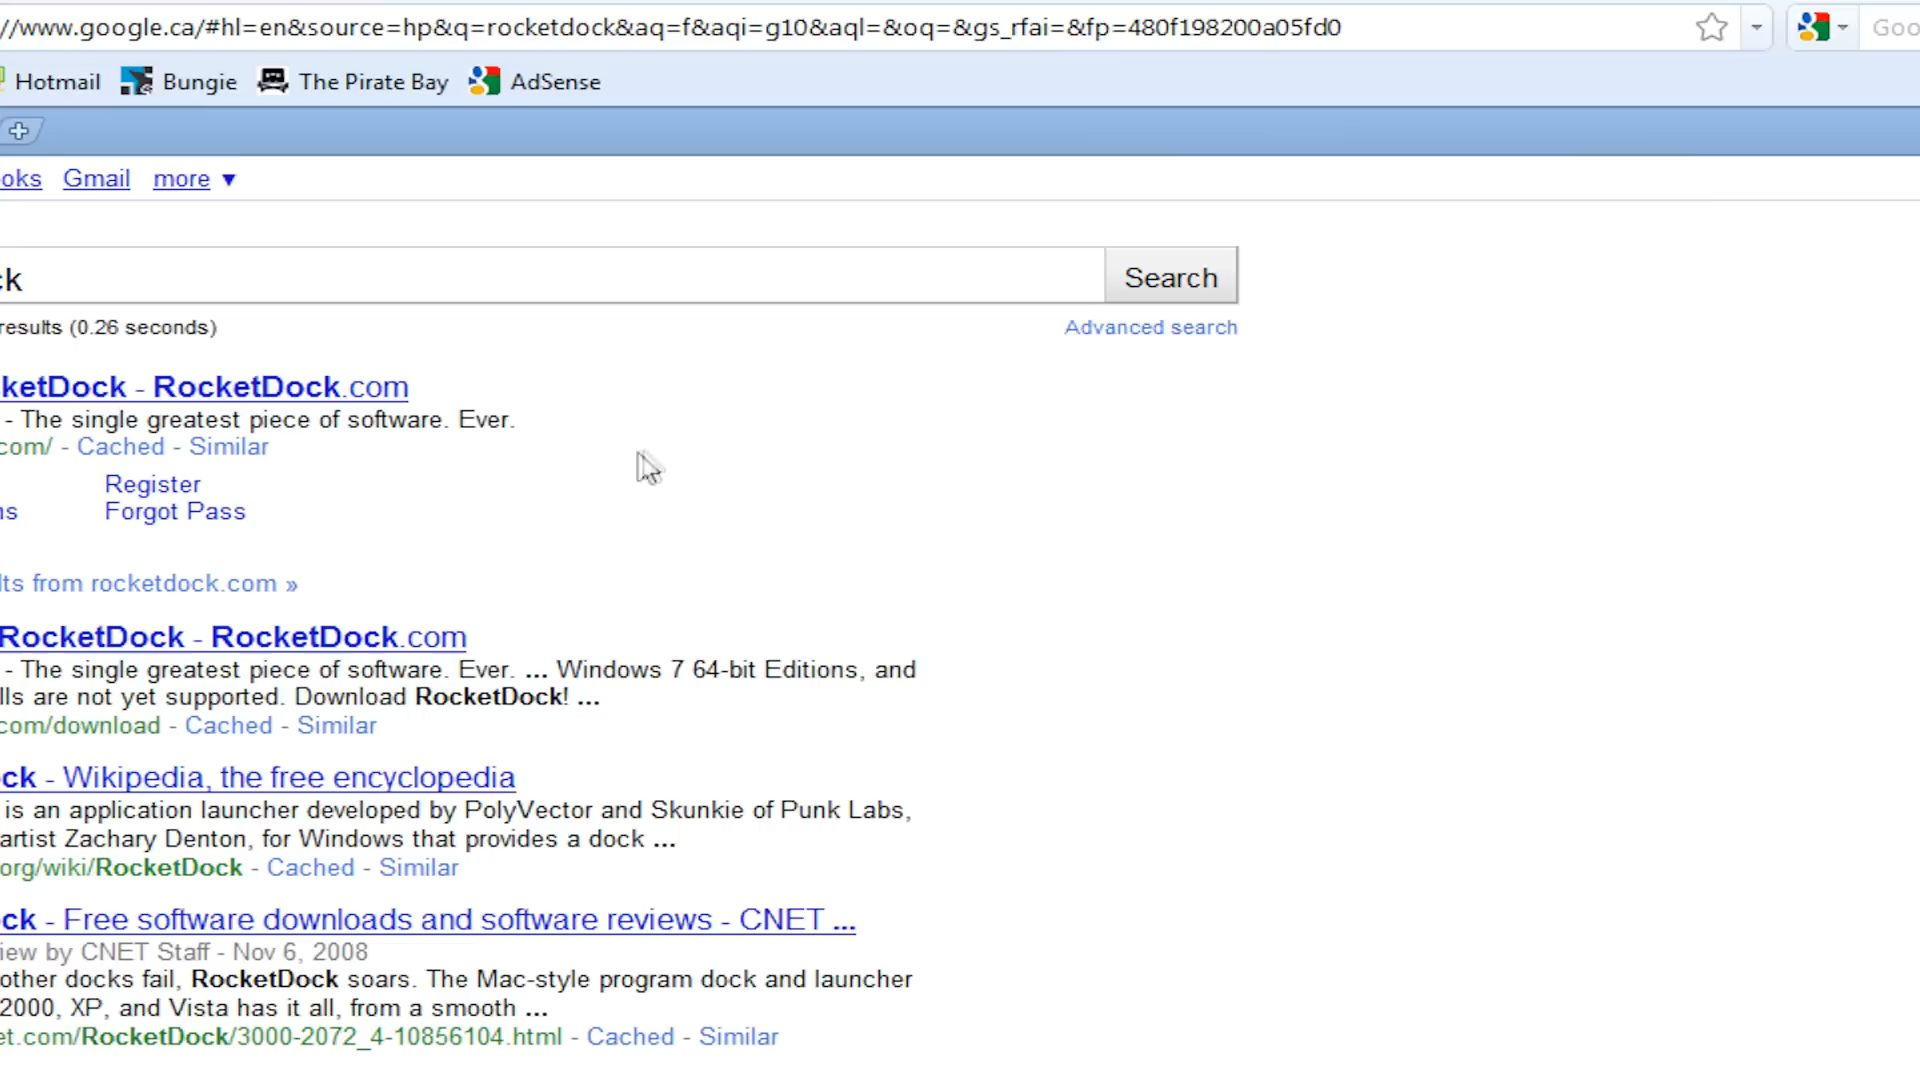 //www.google.ca/#hl=en&source=hp&q=rocketdock&aq=f&aqi=g10&aql=&oq=&gs_rfai=&fp=480f198200a05fd0
Goo
Hotmail Bungie The Pirate Bay AdSense
oks Gmail more ▼
ck Search
results (0.26 seconds) Advanced search
ketDock - RocketDock.com
- The single greatest piece of software. Ever.
com/ - Cached - Similar
Register
ns Forgot Pass
lts from rocketdock.com »
RocketDock - RocketDock.com
- The single greatest piece of software. Ever. ... Windows 7 64-bit Editions, and
lls are not yet supported. Download RocketDock! ...
com/download - Cached - Similar
ck - Wikipedia, the free encyclopedia
is an application launcher developed by PolyVector and Skunkie of Punk Labs,
artist Zachary Denton, for Windows that provides a dock ...
org/wiki/RocketDock - Cached - Similar
ck - Free software downloads and software reviews - CNET ...
iew by CNET Staff - Nov 6, 2008
other docks fail, RocketDock soars. The Mac-style program dock and launcher
2000, XP, and Vista has it all, from a smooth ...
et.com/RocketDock/3000-2072_4-10856104.html - Cached - Similar